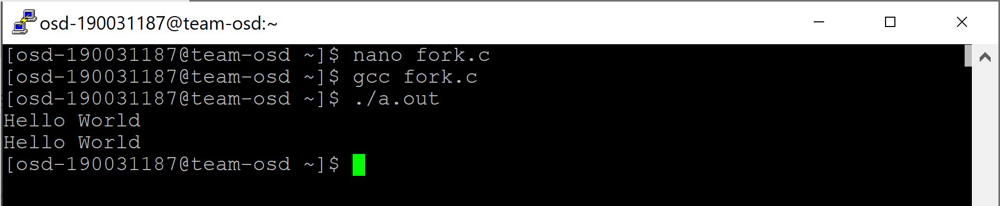 osd-190031187@team-osd:~
[osd-190031187@team-osd ~]$ nano fork.c
[osd-190031187@team-osd ~]$ gcc fork.c
[osd-190031187@team-osd ~]$ ./a.out
Hello World
Hello World
[osd-190031187@team-osd ~]$